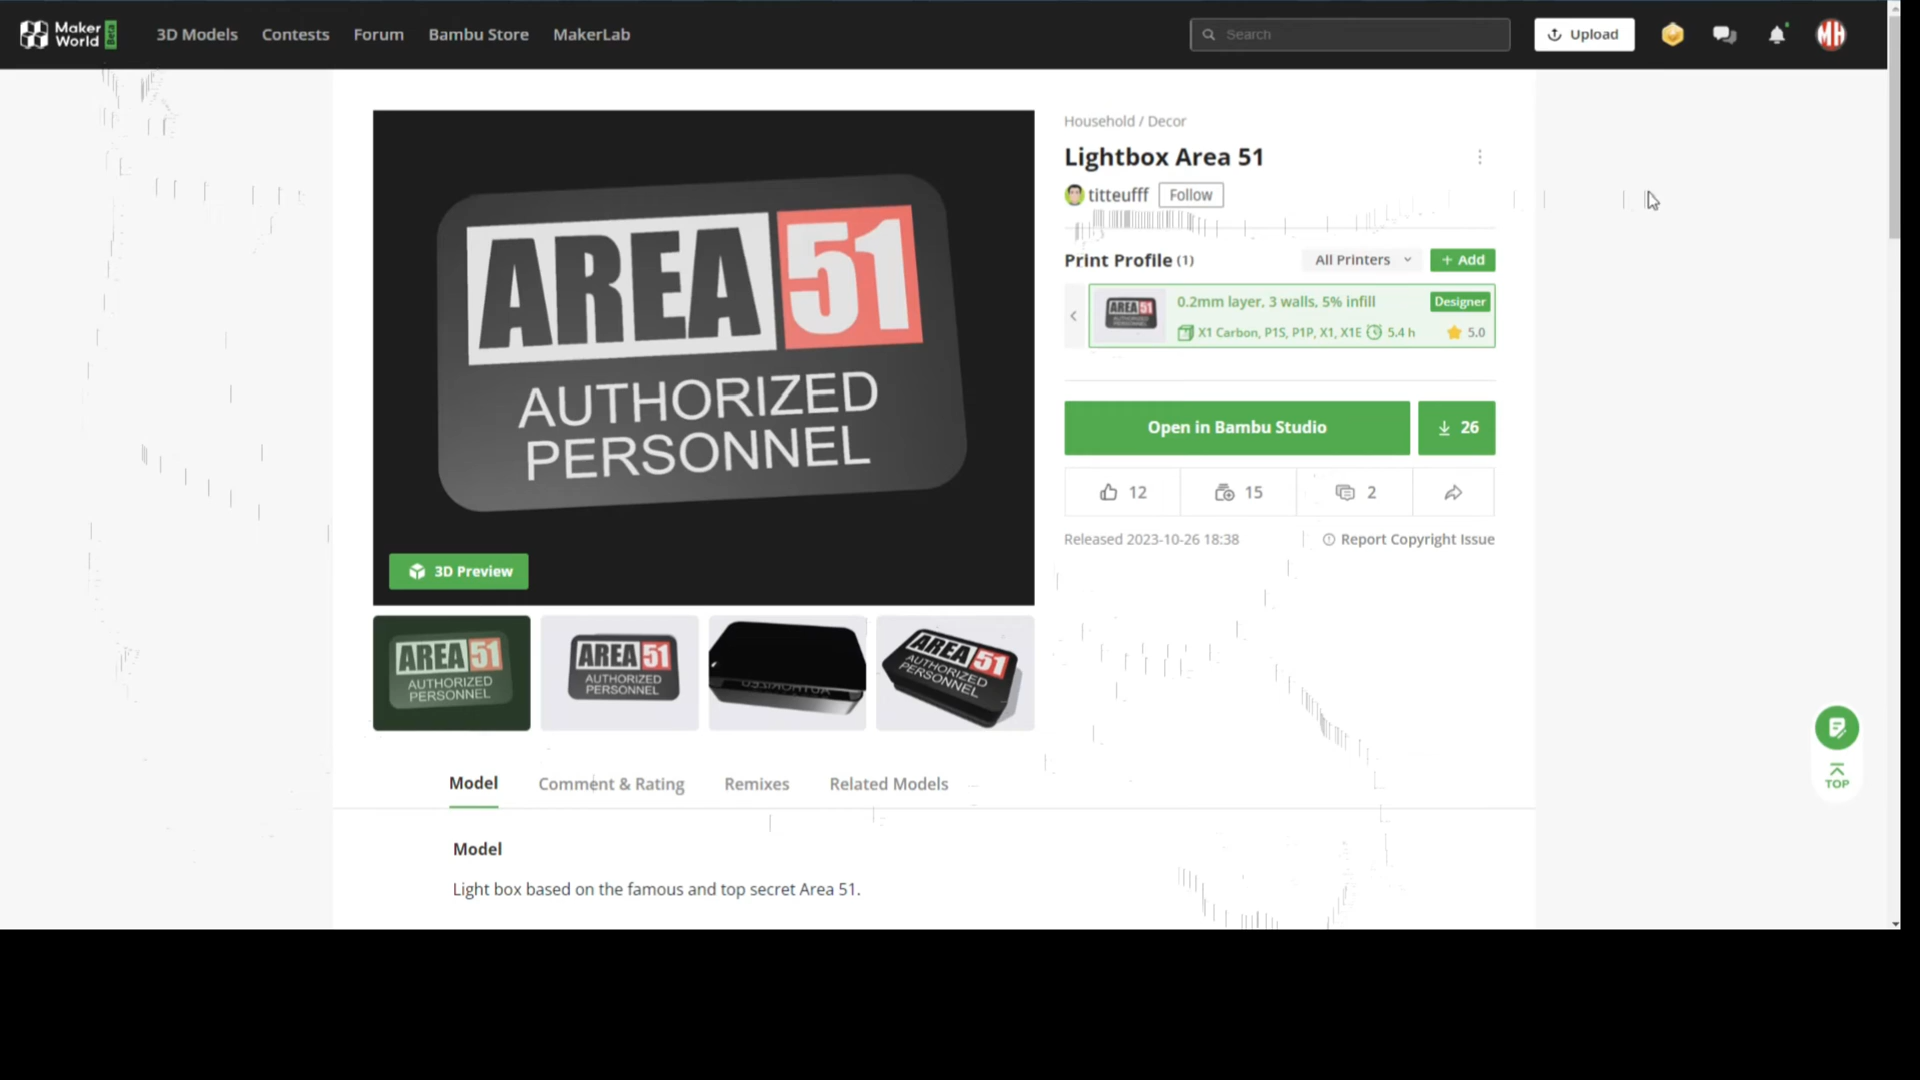 Maker World Beta
3D Models Contests Forum Bambu Store MakerLab Search Upload MH
Household / Decor
Lightbox Area 51
titteufff Follow
Print Profile (1) All Printers + Add
0.2mm layer, 3 walls, 5% infill Designer
X1 Carbon, P1S, P1P, X1, X1E 5.4 h 5.0
Open in Bambu Studio 26
12 15 2
Released 2023-10-26 18:38 Report Copyright Issue
AREA 51
AUTHORIZED
PERSONNEL
3D Preview
AREA 51
AUTHORIZED
PERSONNEL
AREA 51
AUTHORIZED
PERSONNEL
AREA 51
AUTHORIZED
PERSONNEL
TOP
Model Comment & Rating Remixes Related Models
Model
Light box based on the famous and top secret Area 51.